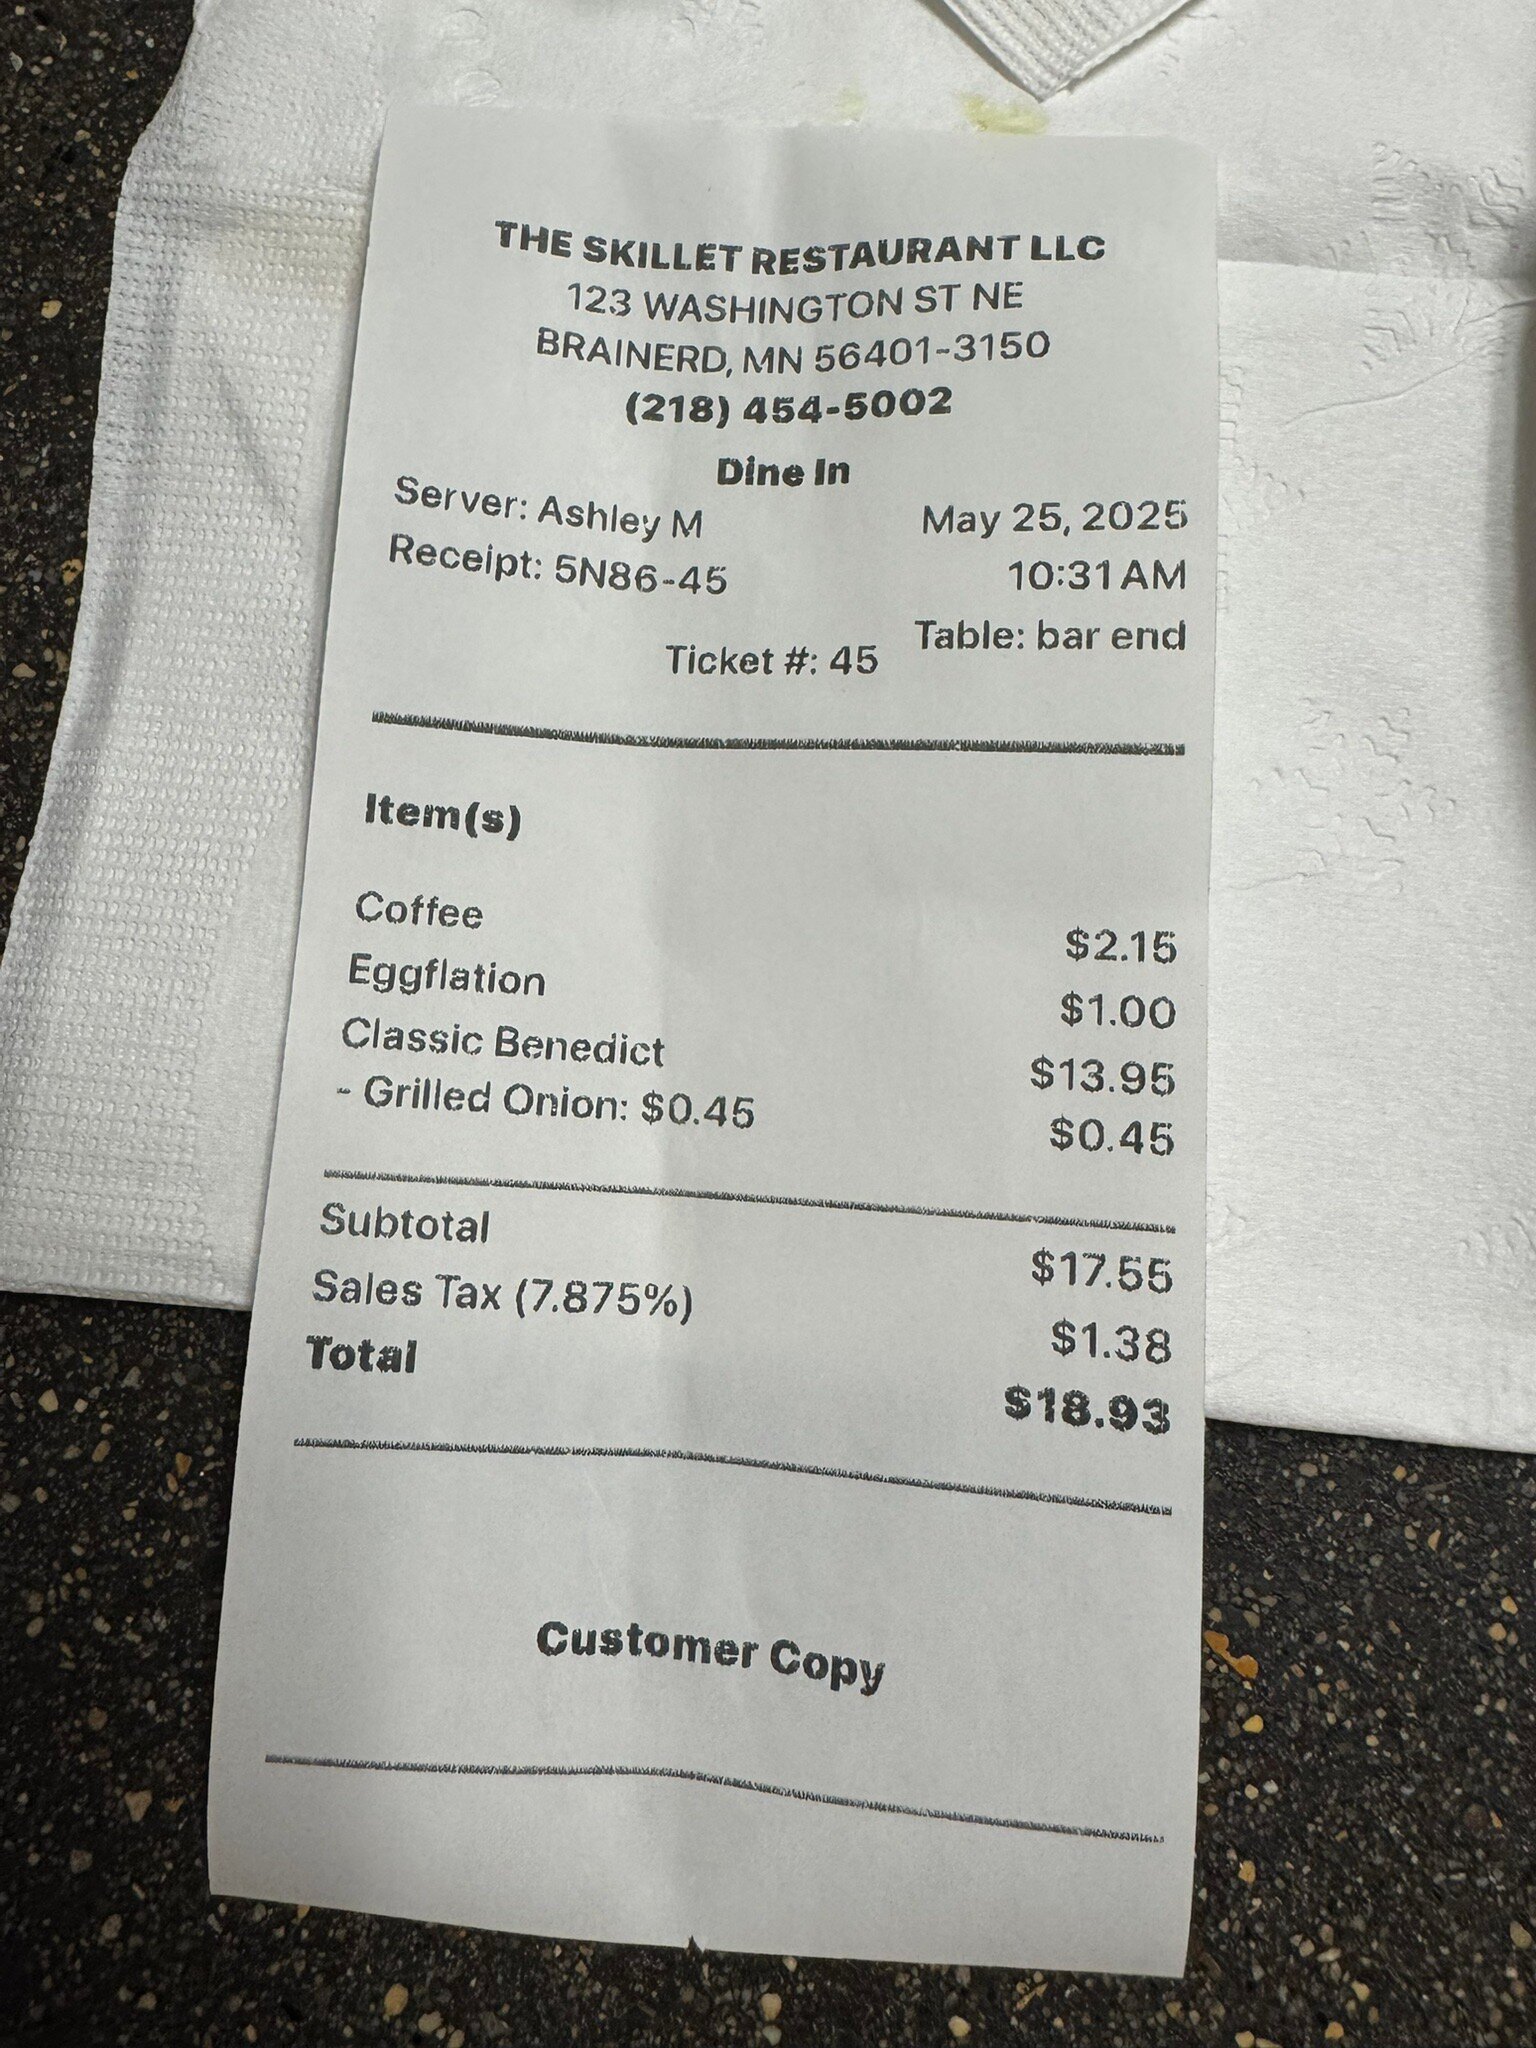 THE SKILLET RESTAURANT LLC
123 WASHINGTON ST NE
BRAINERD, MN 56401-3150
(218) 454-5002
Dine In
Server: Ashley M May 25, 2025
Receipt: 5N86-45 10:31 AM
Table: bar end
Ticket #: 45
Item(s)
Coffee $2.15
Eggflation $1.00
Classic Benedict $13.95
- Grilled Onion: $0.45 $0.45
Subtotal $17.55
Sales Tax (7.875%) $1.38
Total $18.93
Customer Copy